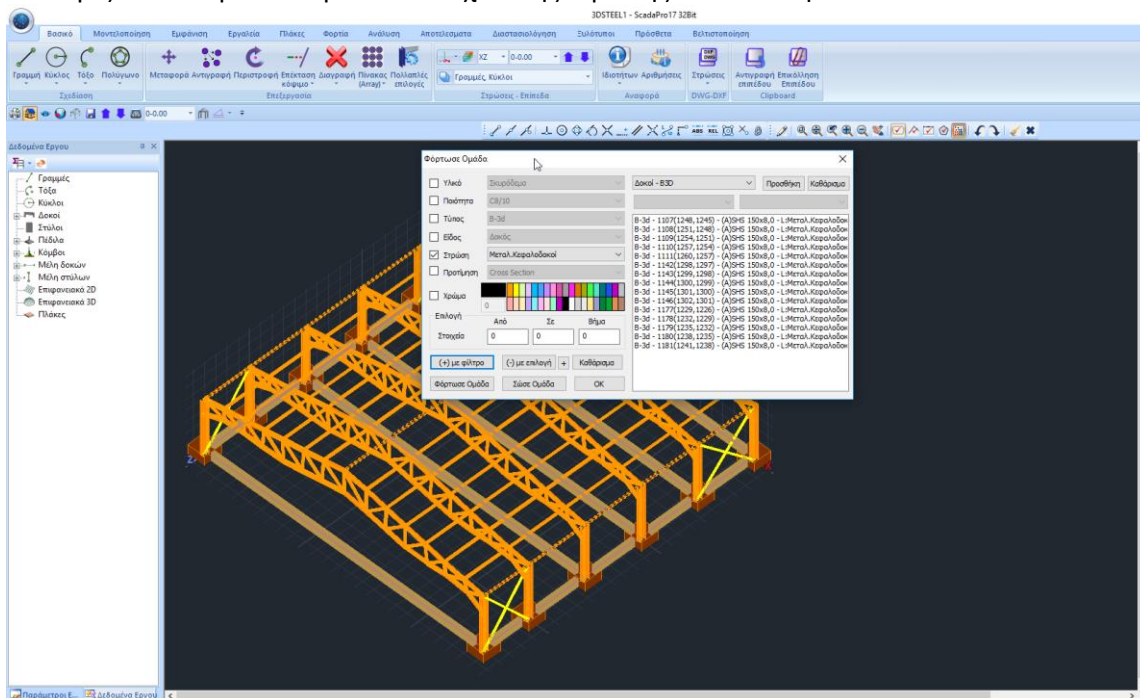 3DSTEEL1 - ScadaPro17 32Bit
Βασικό Μοντελοποίηση Εμφάνιση Εργαλεία Πλάκες Φορτία Ανάλυση Αποτελεσματα Διαστασιολόγηση Ξυλότυποι Πρόσθετα Βελτιστοποίηση
Γραμμή Κύκλος Τόξο Πολύγωνο Μεταφορά Αντιγραφή Περιστροφή Επέκταση κόψιμο Διαγραφή Πίνακας (Array) Πολλαπλές επιλογές
XZ 0-0.00
Γραμμές, Κύκλοι
Ιδιοτήτων Αριθμήσεις Στρώσεις Αντιγραφή επιπέδου Επικόλληση Επιπέδου
Σχεδίαση Επεξεργασία Στρώσεις - Επίπεδα Αναφορά DWG-DXF Clipboard
0-0.00
Δεδομένα Εργου
Γραμμές
Τόξα
Κύκλοι
Δοκοί
Στύλοι
Πέδιλα
Κόμβοι
Μέλη δοκών
Μέλη στύλων
Επιφανειακά 2D
Επιφανειακά 3D
Πλάκες
Φόρτωσε Ομάδα
Υλικό Σκυρόδεμα
Ποιότητα C8/10
Τύπος B-3d
Είδος Δοκός
Στρώση Μεταλ.Κεφαλοδοκοί
Προτίμηση Cross Section
Χρώμα
0
Επιλογή Από Σε Βήμα
Στοιχεία 0 0 0
(+) με φίλτρο (-) με επιλογή + Καθάρισμα
Φόρτωσε Ομάδα Σώσε Ομάδα OK
Δοκοί - B3D Προσθήκη Καθάρισμα
B-3d - 1107(1248,1245) - (A)SHS 150x8,0 - L:Μεταλ.Κεφαλοδοκ
B-3d - 1108(1251,1248) - (A)SHS 150x8,0 - L:Μεταλ.Κεφαλοδοκ
B-3d - 1109(1254,1251) - (A)SHS 150x8,0 - L:Μεταλ.Κεφαλοδοκ
B-3d - 1110(1257,1254) - (A)SHS 150x8,0 - L:Μεταλ.Κεφαλοδοκ
B-3d - 1111(1260,1257) - (A)SHS 150x8,0 - L:Μεταλ.Κεφαλοδοκ
B-3d - 1142(1298,1297) - (A)SHS 150x8,0 - L:Μεταλ.Κεφαλοδοκ
B-3d - 1143(1299,1298) - (A)SHS 150x8,0 - L:Μεταλ.Κεφαλοδοκ
B-3d - 1144(1300,1299) - (A)SHS 150x8,0 - L:Μεταλ.Κεφαλοδοκ
B-3d - 1145(1301,1300) - (A)SHS 150x8,0 - L:Μεταλ.Κεφαλοδοκ
B-3d - 1146(1302,1301) - (A)SHS 150x8,0 - L:Μεταλ.Κεφαλοδοκ
B-3d - 1177(1229,1226) - (A)SHS 150x8,0 - L:Μεταλ.Κεφαλοδοκ
B-3d - 1178(1232,1229) - (A)SHS 150x8,0 - L:Μεταλ.Κεφαλοδοκ
B-3d - 1179(1235,1232) - (A)SHS 150x8,0 - L:Μεταλ.Κεφαλοδοκ
B-3d - 1180(1238,1235) - (A)SHS 150x8,0 - L:Μεταλ.Κεφαλοδοκ
B-3d - 1181(1241,1238) - (A)SHS 150x8,0 - L:Μεταλ.Κεφαλοδοκ
Παράμετροι Ε... Δεδομένα Εργου